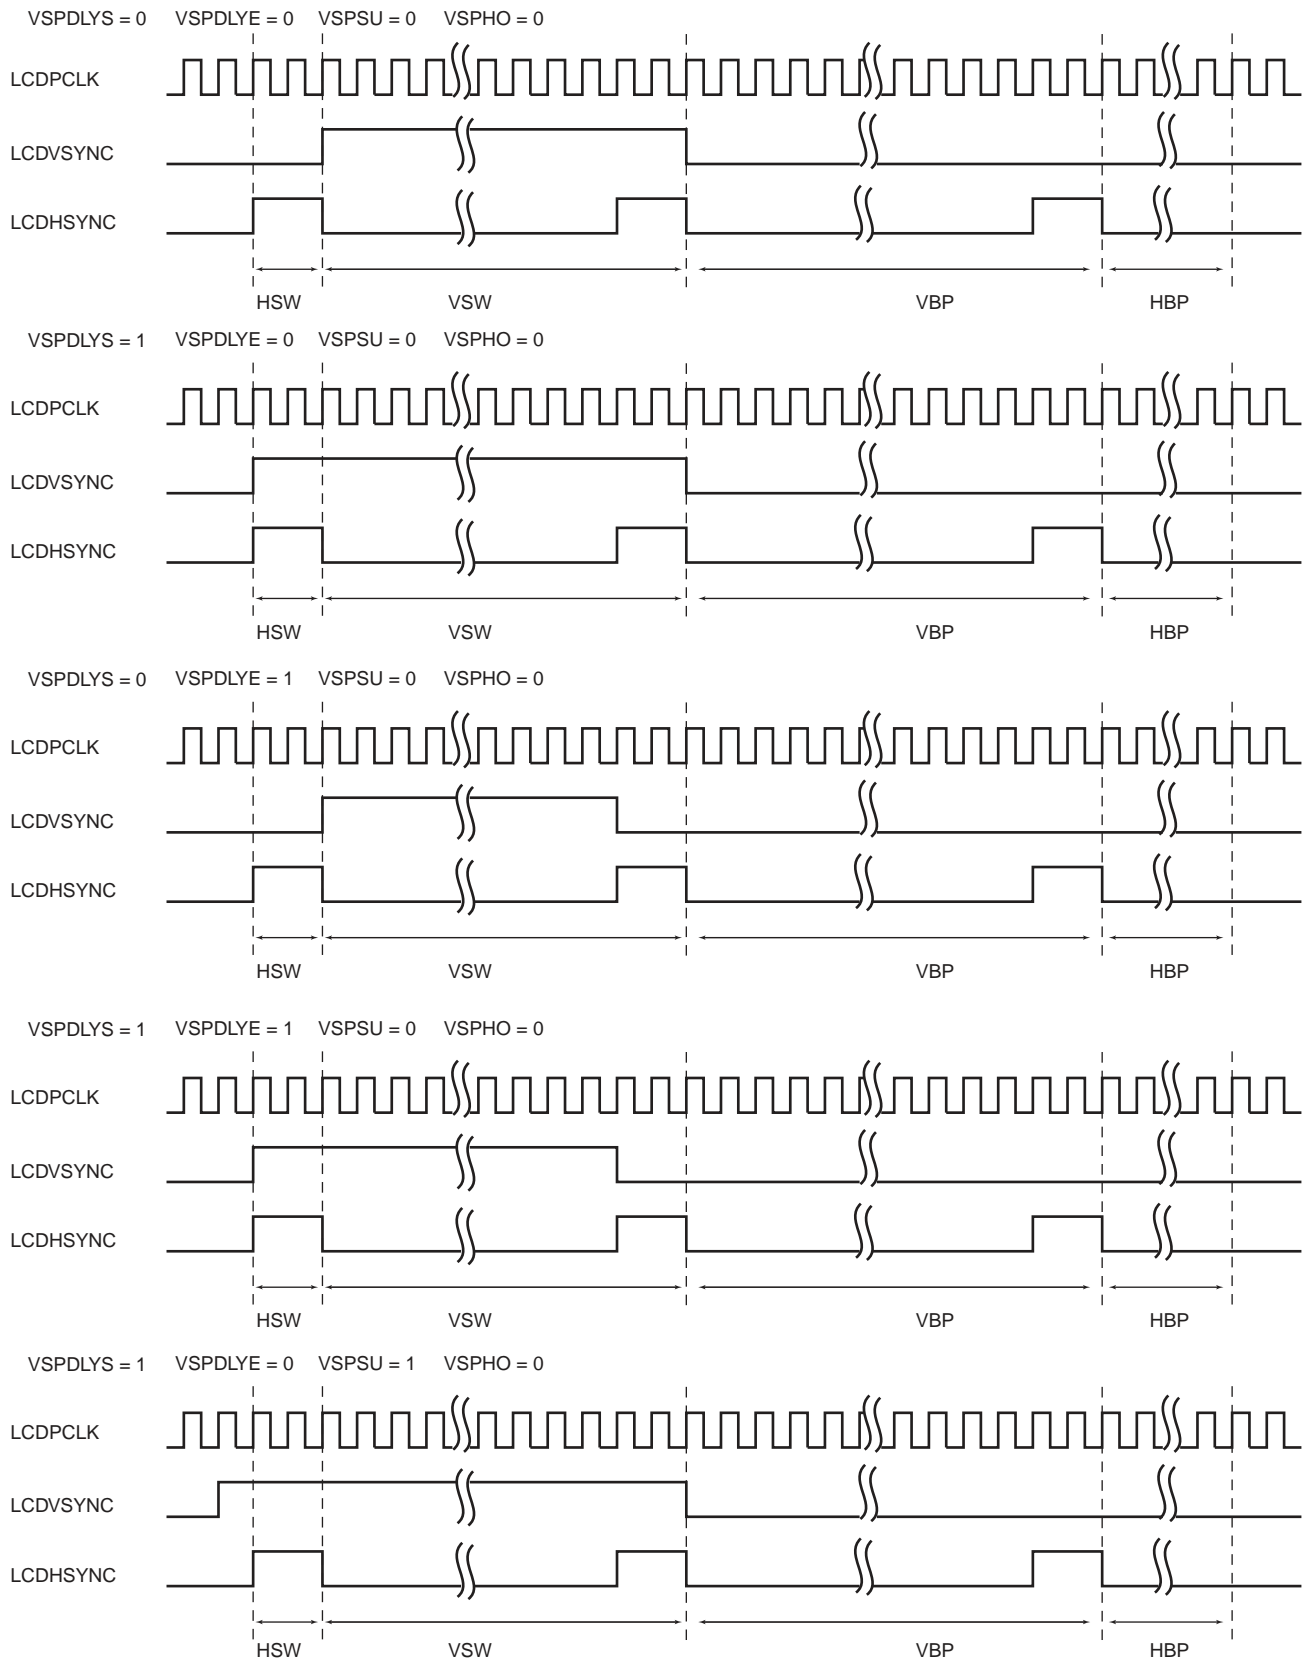 VSPDLYS = 0 VSPDLYE = 0 VSPSU = 0 VSPHO = 0
LCDPCLK
LCDVSYNC
LCDHSYNC
HSW VSW VBP HBP
VSPDLYS = 1 VSPDLYE = 0 VSPSU = 0 VSPHO = 0
LCDPCLK
LCDVSYNC
LCDHSYNC
HSW VSW VBP HBP
VSPDLYS = 0 VSPDLYE = 1 VSPSU = 0 VSPHO = 0
LCDPCLK
LCDVSYNC
LCDHSYNC
HSW VSW VBP HBP
VSPDLYS = 1 VSPDLYE = 1 VSPSU = 0 VSPHO = 0
LCDPCLK
LCDVSYNC
LCDHSYNC
HSW VSW VBP HBP
VSPDLYS = 1 VSPDLYE = 0 VSPSU = 1 VSPHO = 0
LCDPCLK
LCDVSYNC
LCDHSYNC
HSW VSW VBP HBP